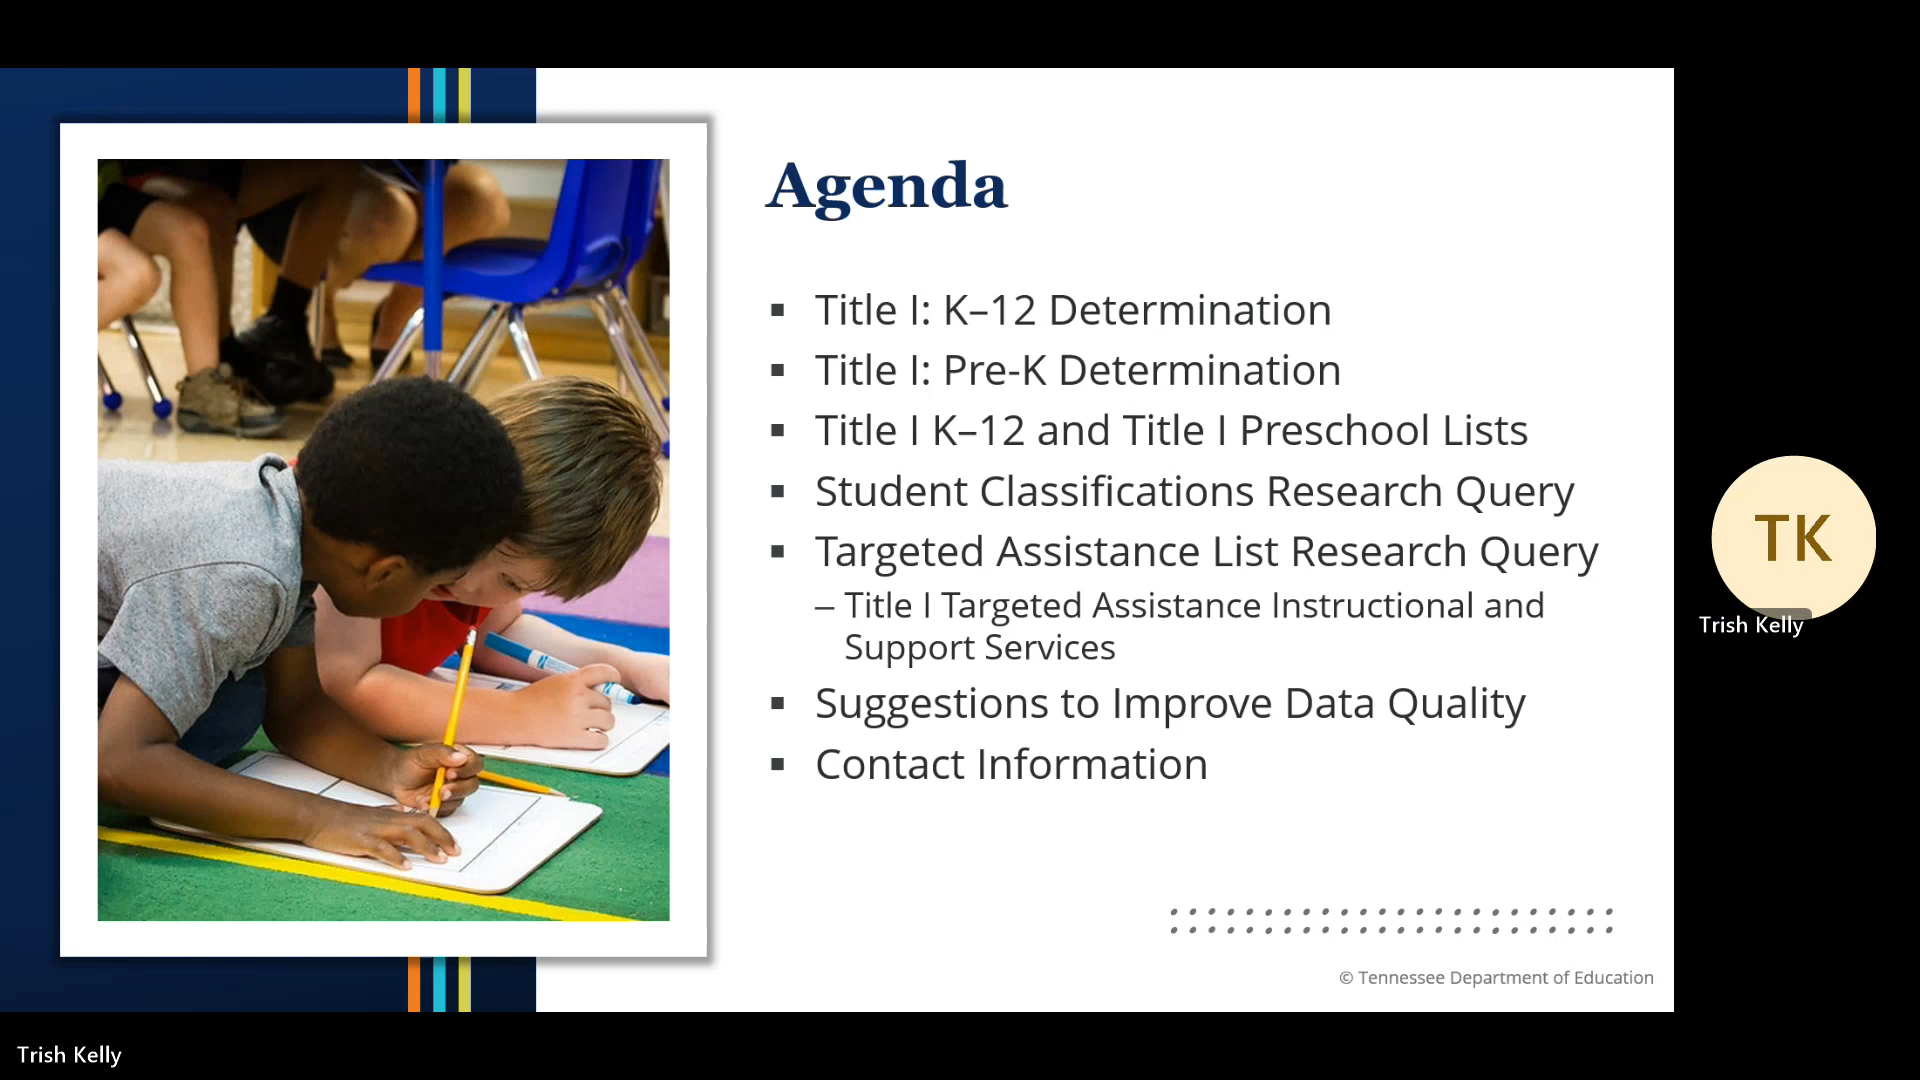 Agenda
▪ Title I: K–12 Determination
▪ Title I: Pre-K Determination
▪ Title I K–12 and Title I Preschool Lists
▪ Student Classifications Research Query
▪ Targeted Assistance List Research Query
– Title I Targeted Assistance Instructional and
Support Services
▪ Suggestions to Improve Data Quality
▪ Contact Information
© Tennessee Department of Education
TK
Trish Kelly
Trish Kelly